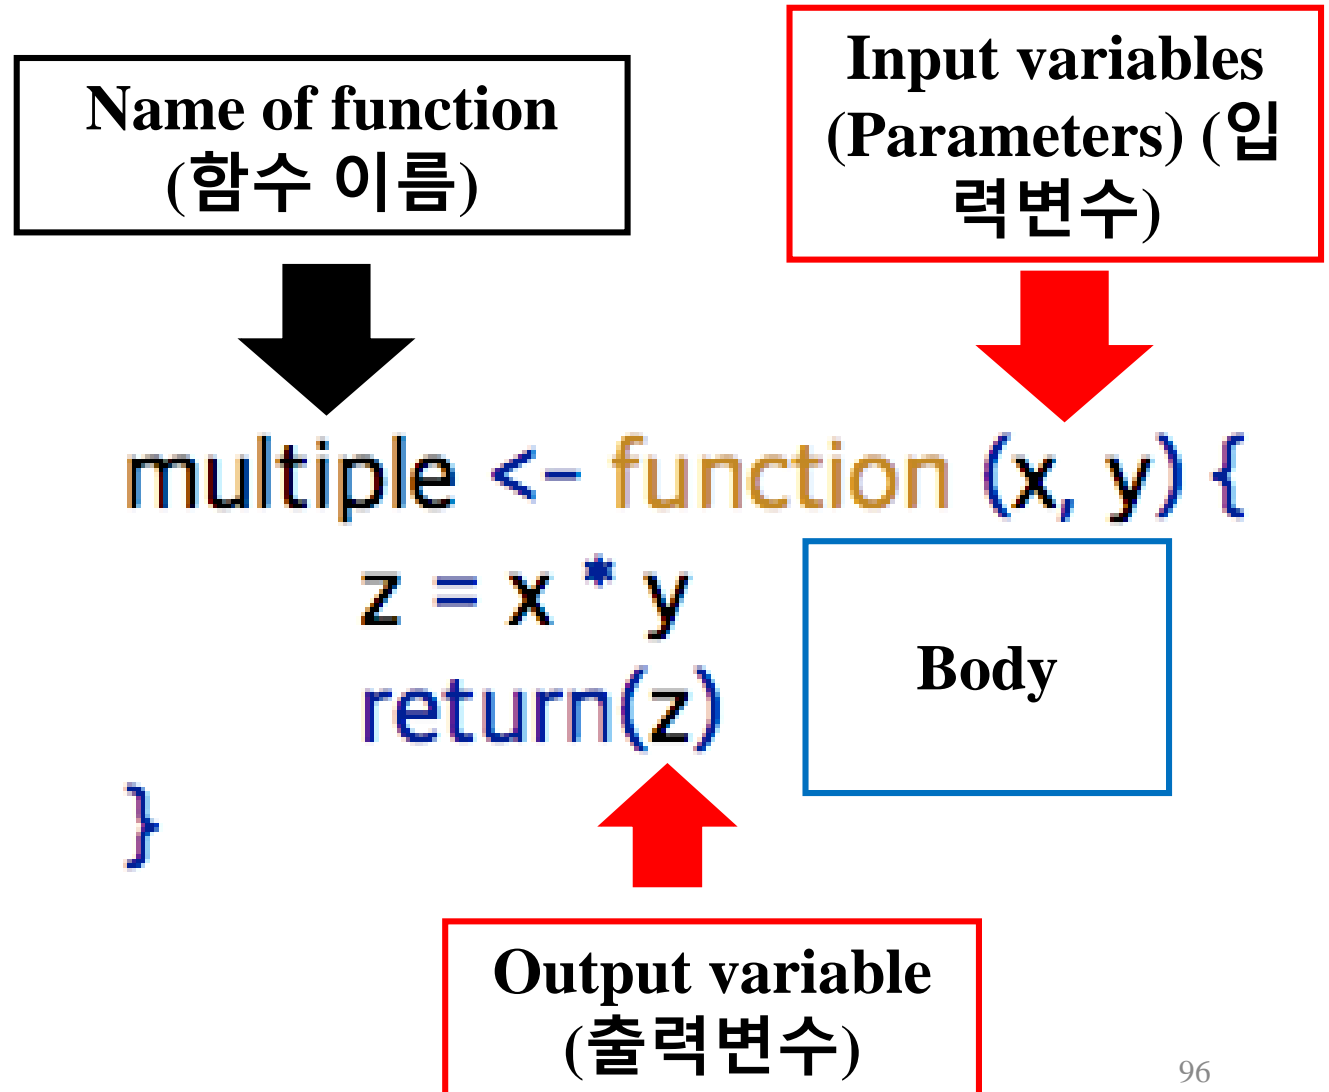 Name of function
(함수 이름)
Input variables
(Parameters) (입
력변수)
multiple <- function (x, y) {
z = x * y
return(z)
}
Body
Output variable
(출력변수)
96